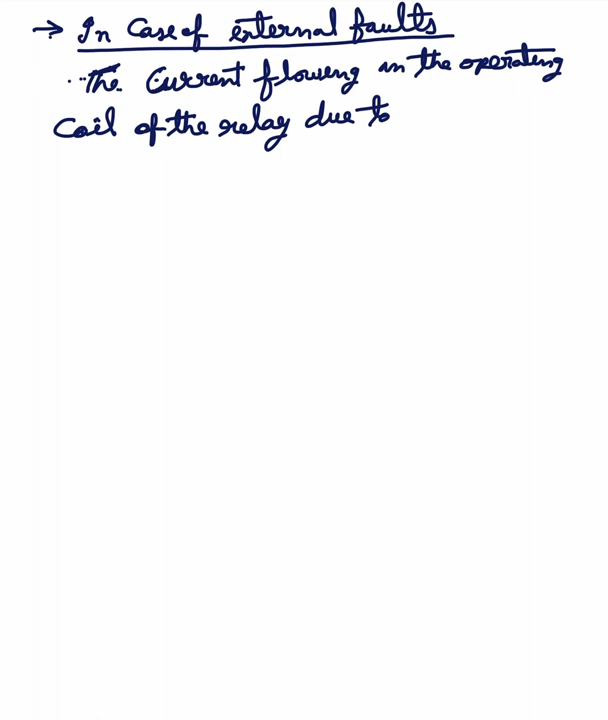 → In Case of external faults
The Current flowing in the operating
Coil of the relay due to